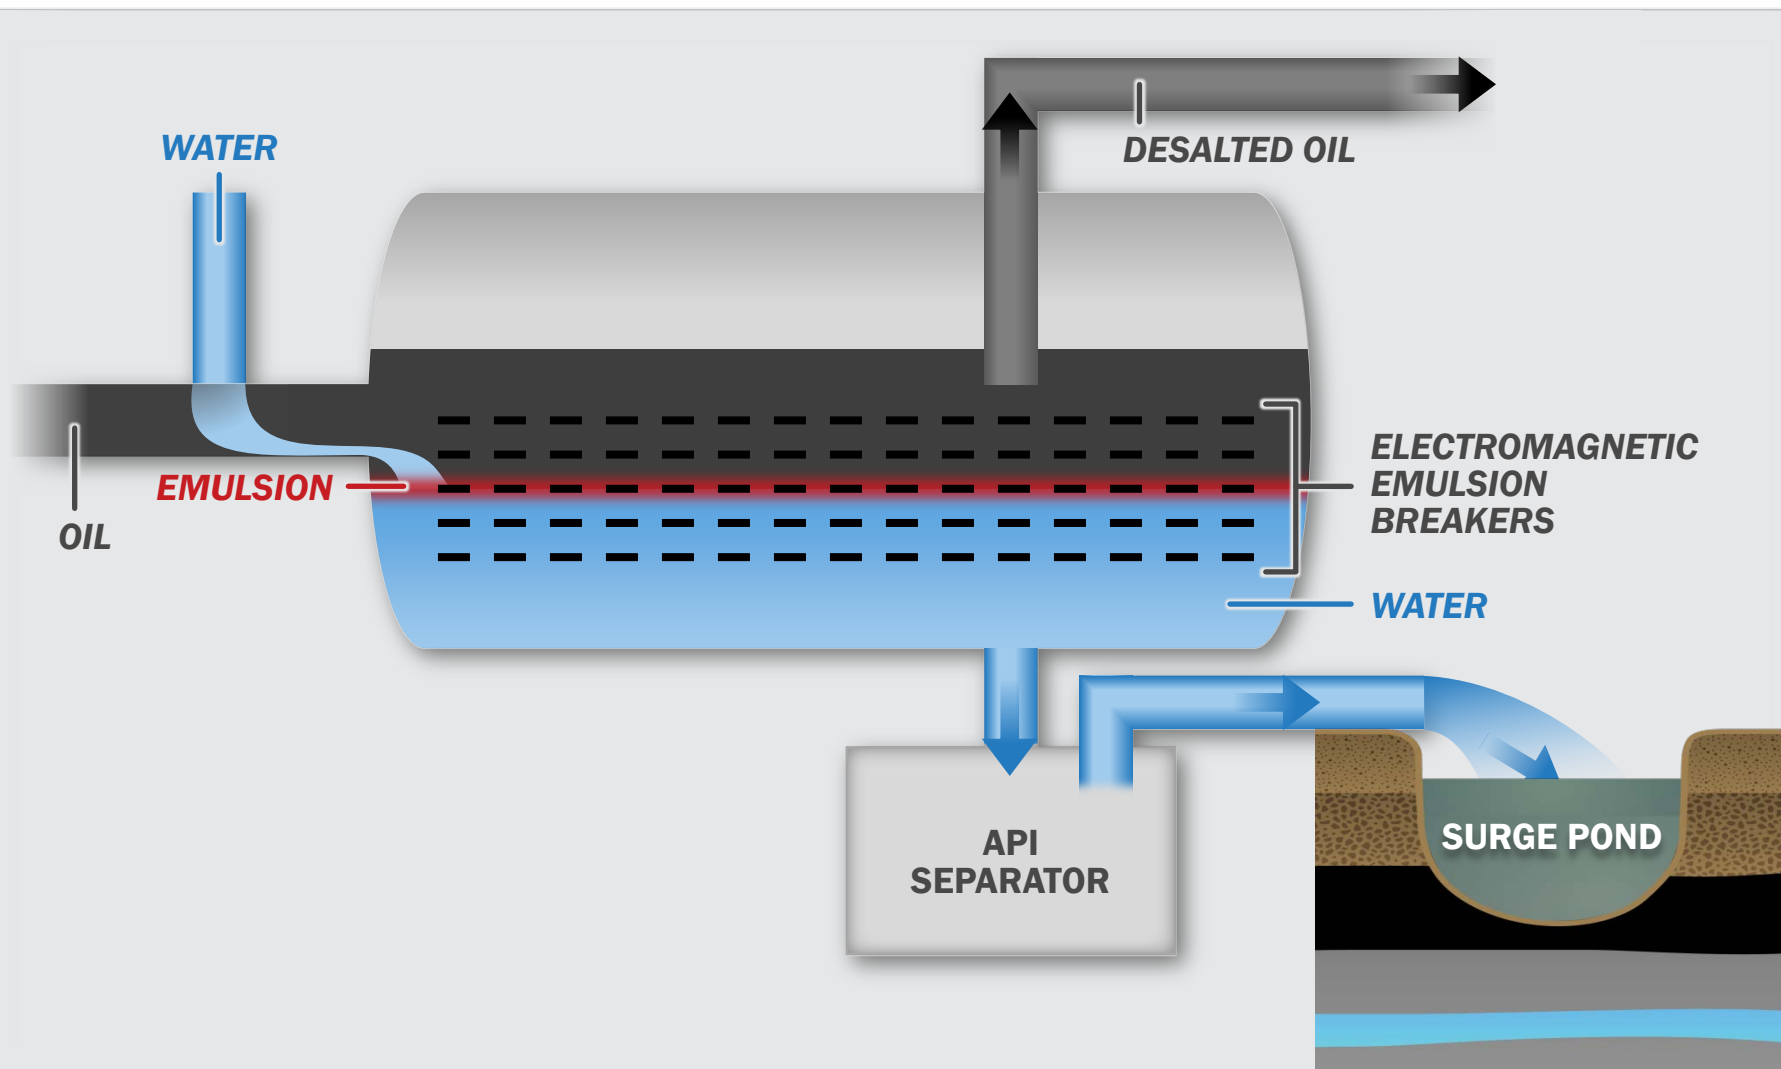 WATER
DESALTED OIL
EMULSION
OIL
ELECTROMAGNETIC
EMULSION
BREAKERS
WATER
API
SEPARATOR
SURGE POND